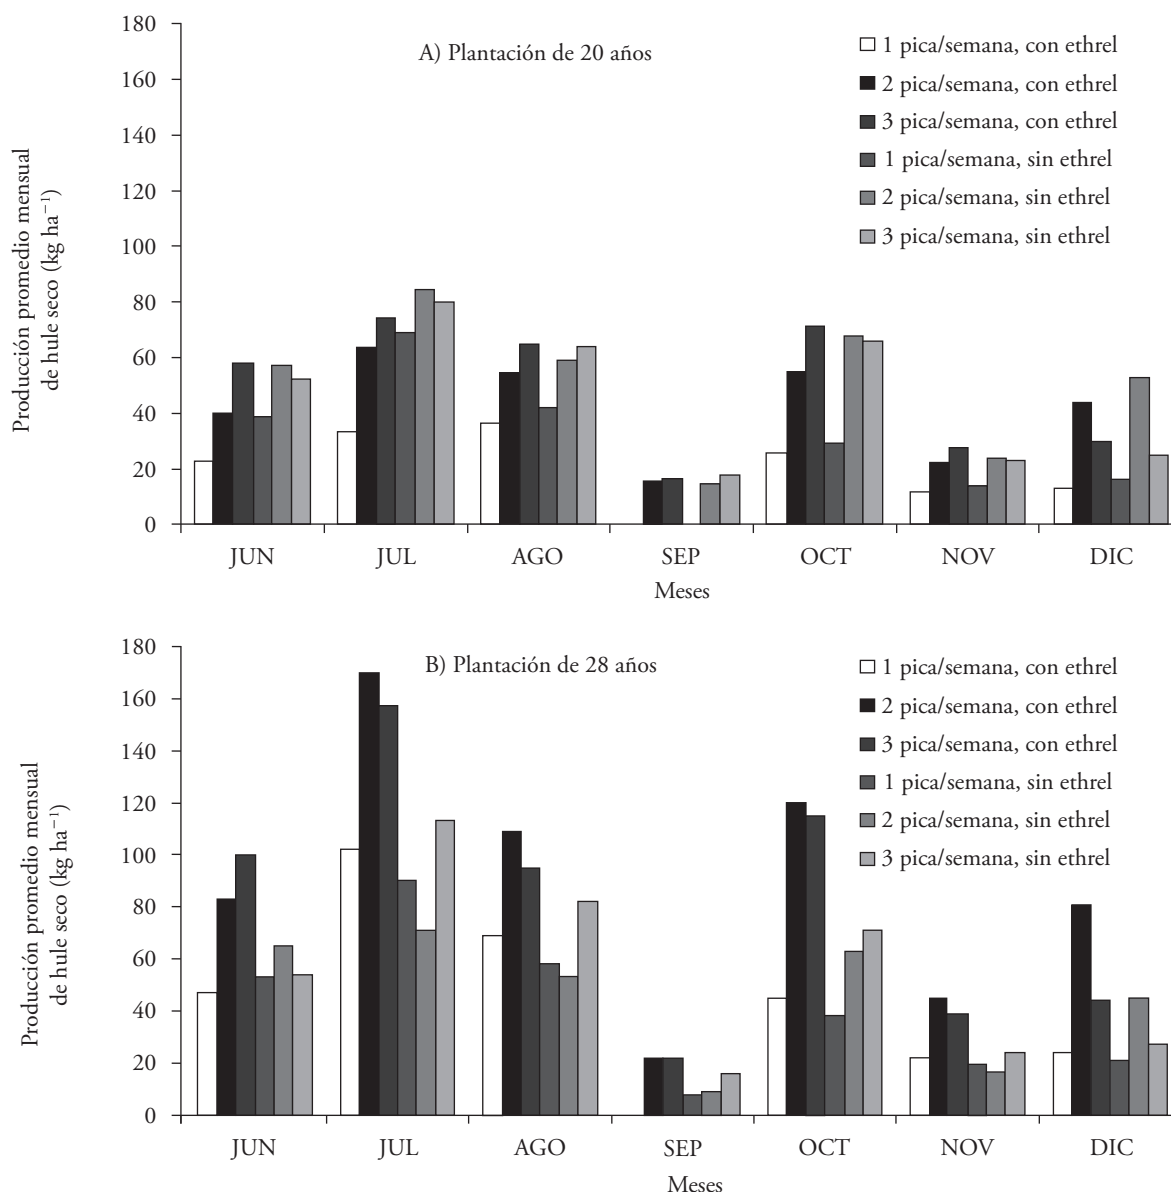 180
160
140
120
100
80
60
40
20
0
Producción promedio mensual
de hule seco (kg ha⁻¹)
A) Plantación de 20 años
1 pica/semana, con ethrel
2 pica/semana, con ethrel
3 pica/semana, con ethrel
1 pica/semana, sin ethrel
2 pica/semana, sin ethrel
3 pica/semana, sin ethrel
JUN JUL AGO SEP OCT NOV DIC
Meses
180
160
140
120
100
80
60
40
20
0
Producción promedio mensual
de hule seco (kg ha⁻¹)
B) Plantación de 28 años
1 pica/semana, con ethrel
2 pica/semana, con ethrel
3 pica/semana, con ethrel
1 pica/semana, sin ethrel
2 pica/semana, sin ethrel
3 pica/semana, sin ethrel
JUN JUL AGO SEP OCT NOV DIC
Meses